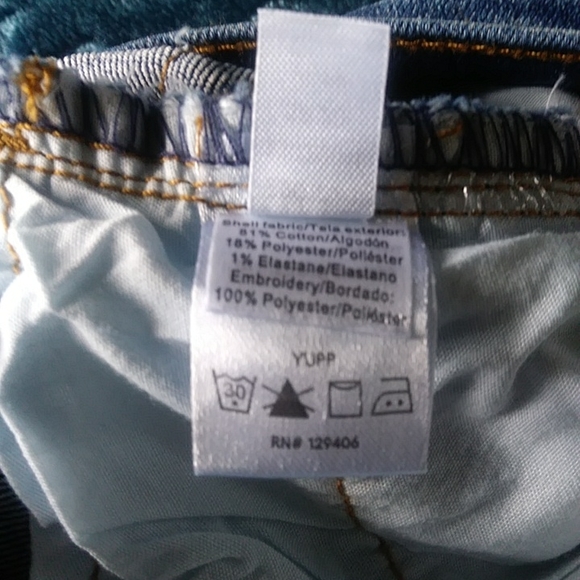 Shell fabric/Tela exterior:
81% Cotton/Algodón
18% Polyester/Poliéster
1% Elastane/Elastano
Embroidery/Bordado:
100% Polyester/Poliéster
YUPP
30
RN# 129406